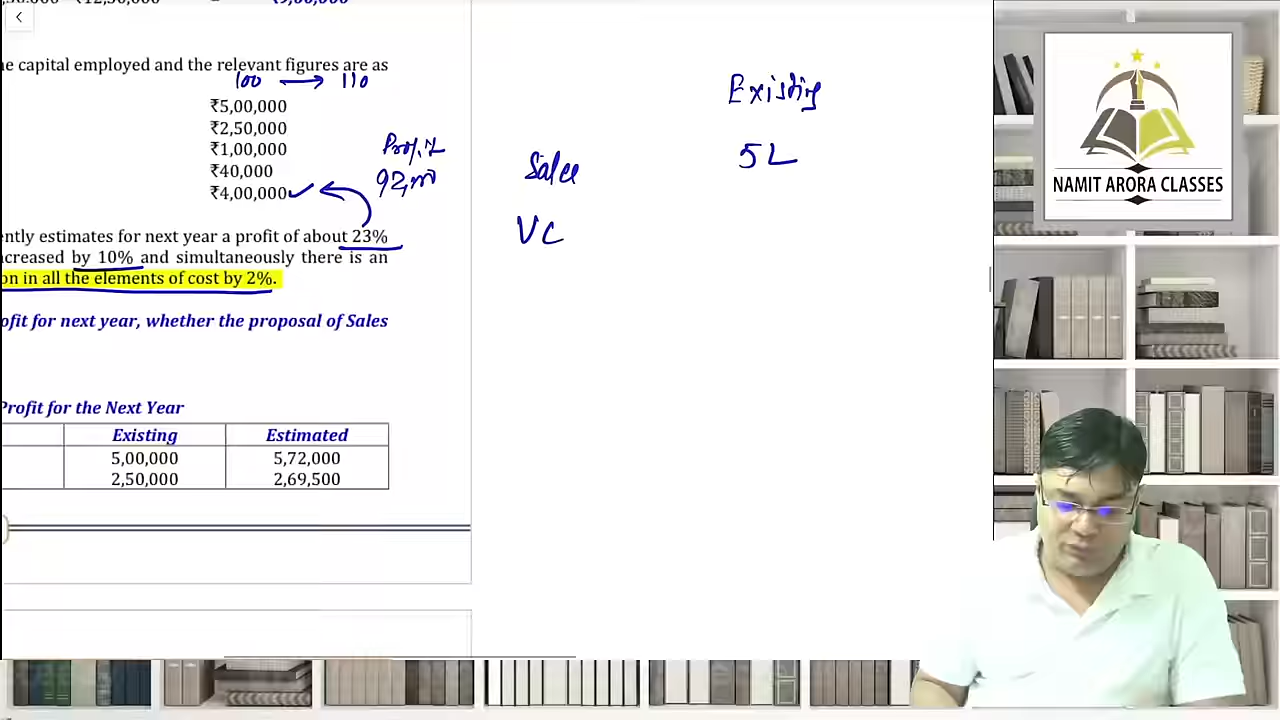 ne capital employed and the relevant figures are as
100 → 110
₹5,00,000
₹2,50,000
₹1,00,000
₹40,000
₹4,00,000
Profit
92,000
ently estimates for next year a profit of about 23%
creased by 10% and simultaneously there is an
on in all the elements of cost by 2%.
ofit for next year, whether the proposal of Sales
Profit for the Next Year
Existing Estimated
5,00,000 5,72,000
2,50,000 2,69,500
Existing
Sales 5L
VC
NAMIT ARORA CLASSES